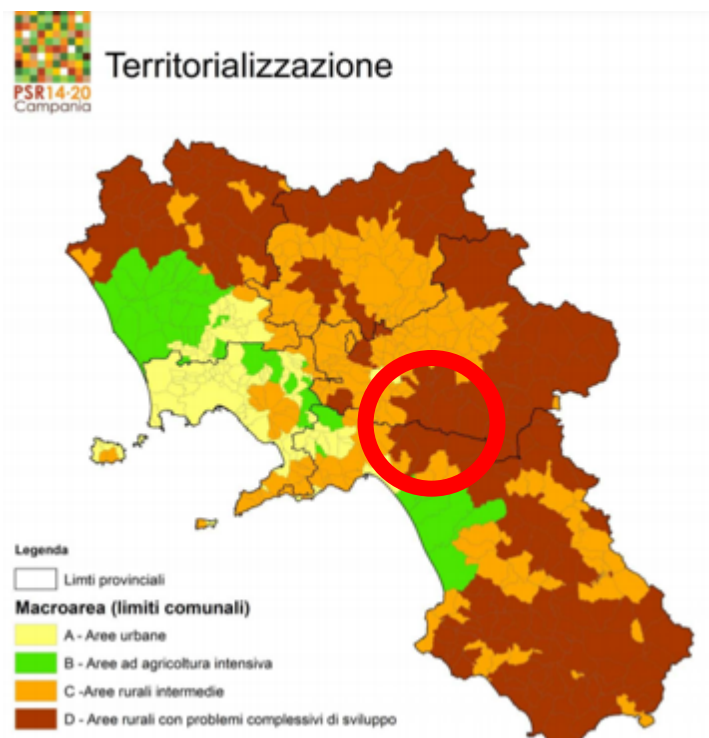 PSR14-20
Campania
Territorializzazione
Legenda
Limti provinciali
Macroarea (limiti comunali)
A - Aree urbane
B - Aree ad agricoltura intensiva
C -Aree rurali intermedie
D - Aree rurali con problemi complessivi di sviluppo